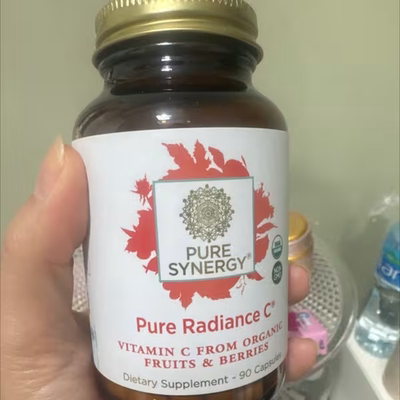 PURE
SYNERGY®
Pure Radiance C®
VITAMIN C FROM ORGANIC
FRUITS & BERRIES
Dietary Supplement - 90 Capsules